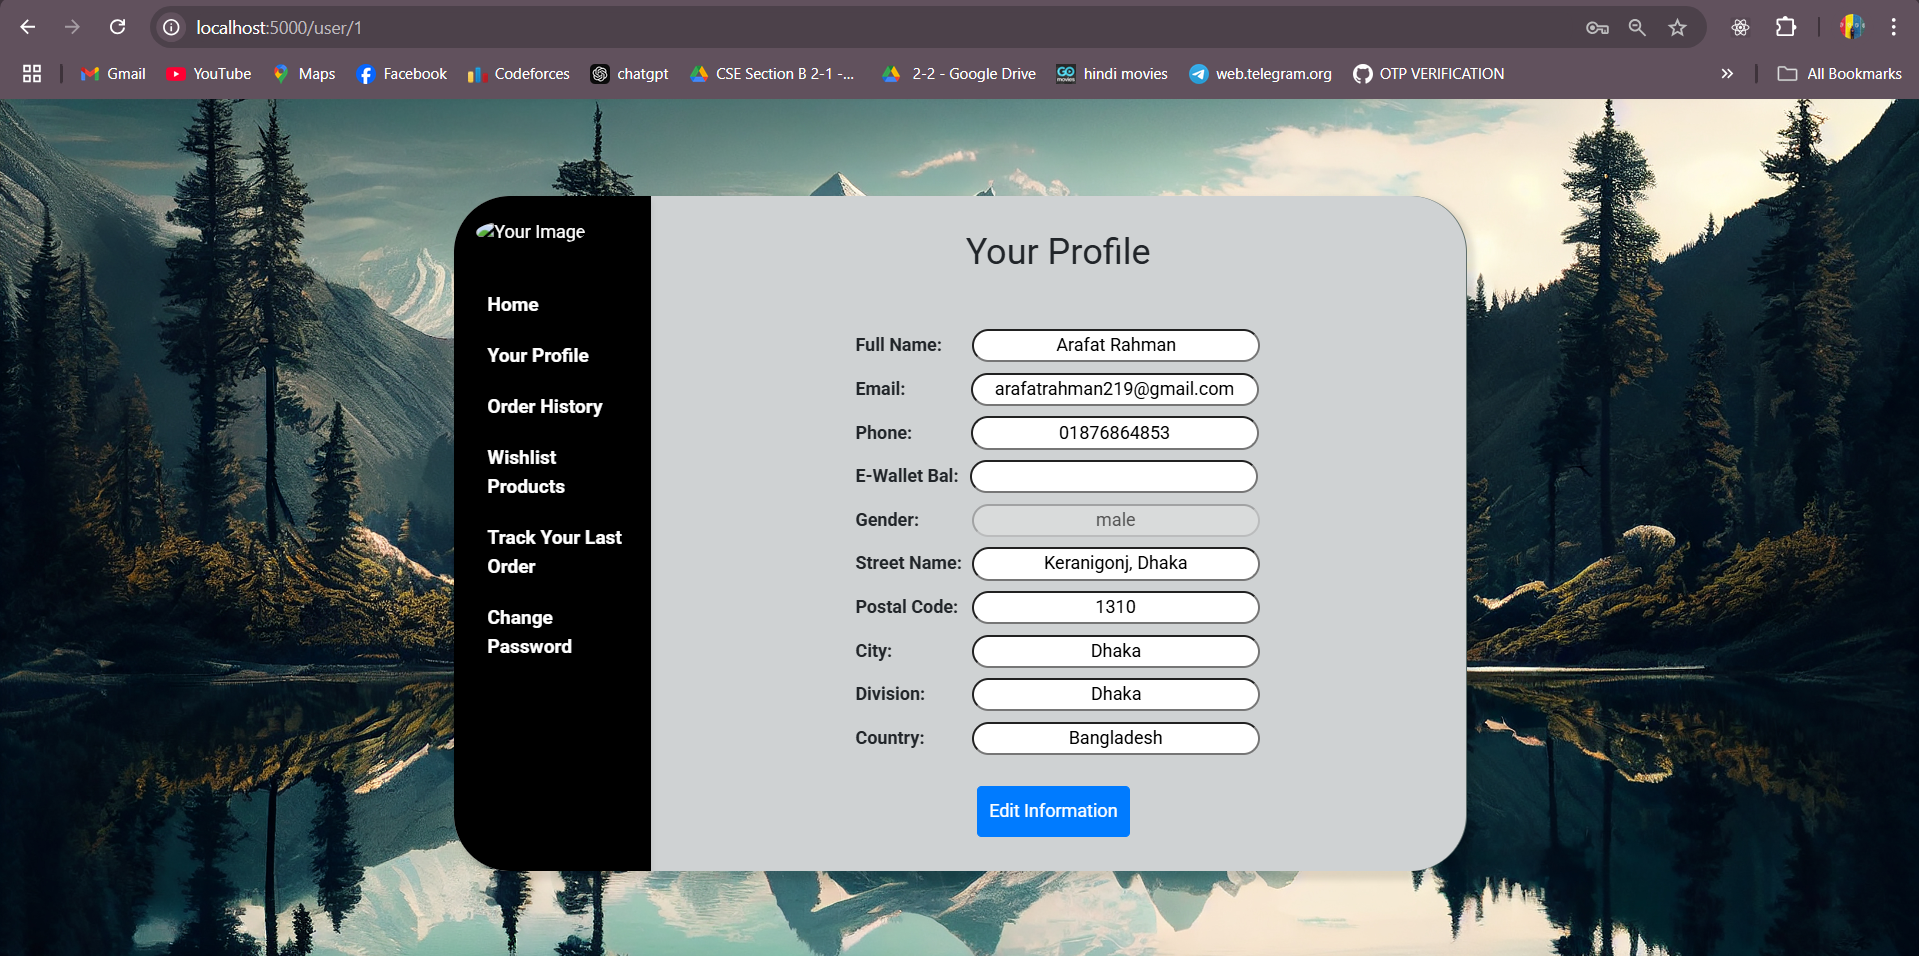 localhost:5000/user/1
Gmail
YouTube
Maps
Facebook
Codeforces
chatgpt
CSE Section B 2-1 -...
2-2 - Google Drive
GO movies
hindi movies
web.telegram.org
OTP VERIFICATION
All Bookmarks
Your Image
Home
Your Profile
Order History
Wishlist
Products
Track Your Last
Order
Change
Password
Your Profile
Full Name: Arafat Rahman
Email: arafatrahman219@gmail.com
Phone: 01876864853
E-Wallet Bal:
Gender: male
Street Name: Keranigonj, Dhaka
Postal Code: 1310
City: Dhaka
Division: Dhaka
Country: Bangladesh
Edit Information